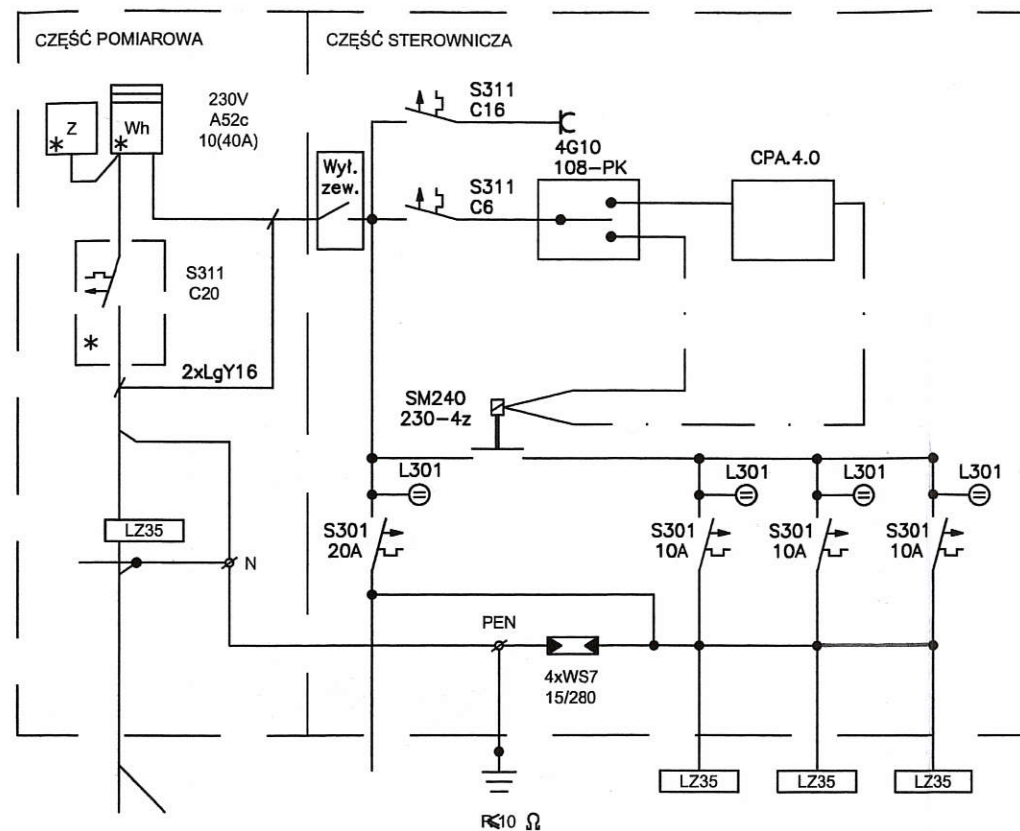 CZĘŚĆ POMIAROWA
CZĘŚĆ STEROWNICZA
Z
*
Wh
*
230V
A52c
10(40A)
S311
C16
4G10
108-PK
CPA.4.0
Wył.
zew.
S311
C6
S311
C20
*
2xLgY16
SM240
230-4z
L301
L301
L301
L301
S301
20A
S301
10A
S301
10A
S301
10A
LZ35
N
PEN
4xWS7
15/280
LZ35
LZ35
LZ35
R≤10 Ω